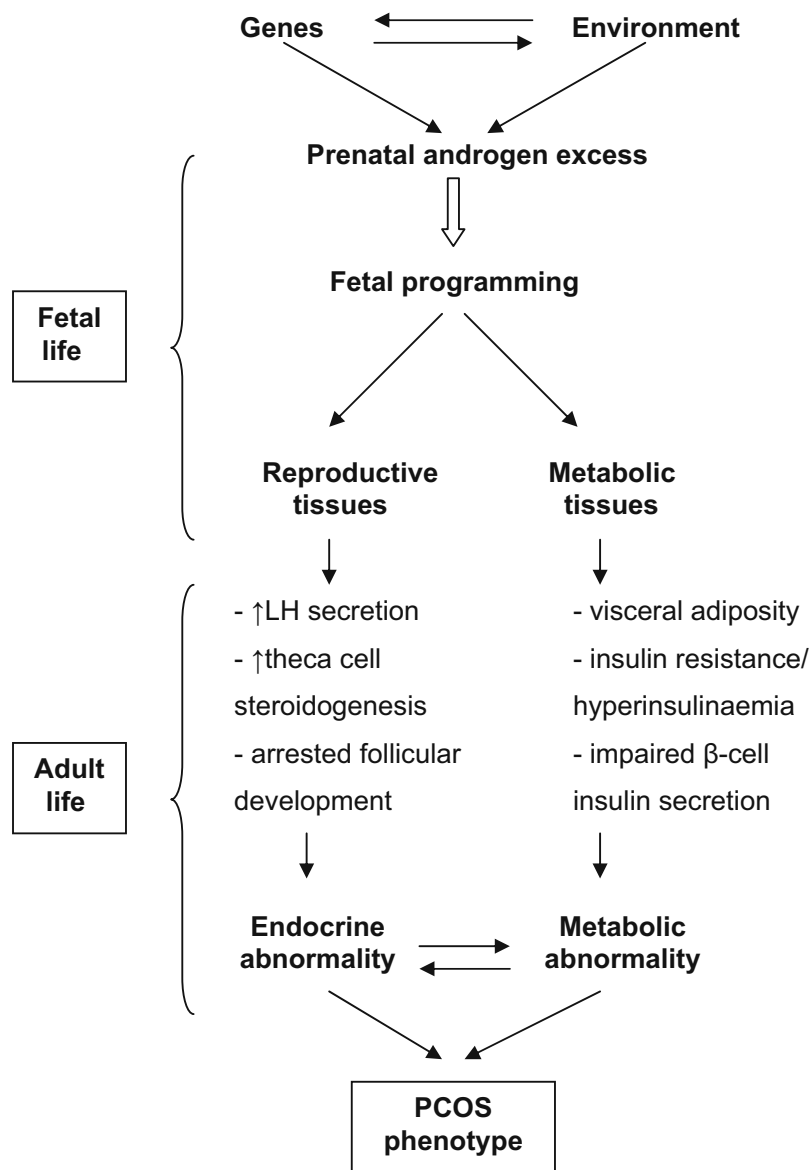 Genes
Environment
Prenatal androgen excess
Fetal programming
Fetal
life
Reproductive
tissues
Metabolic
tissues
- ↑LH secretion
- ↑theca cell
steroidogenesis
- arrested follicular
development
- visceral adiposity
- insulin resistance/
hyperinsulinaemia
- impaired β-cell
insulin secretion
Adult
life
Endocrine
abnormality
Metabolic
abnormality
PCOS
phenotype